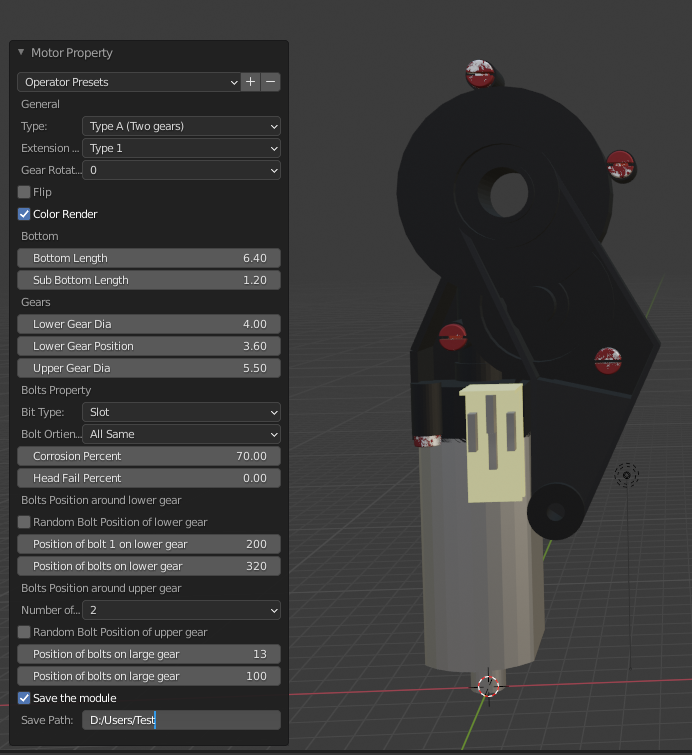 Motor Property
Operator Presets
General
Type: Type A (Two gears)
Extension ... Type 1
Gear Rotat... 0
Flip
Color Render
Bottom
Bottom Length 6.40
Sub Bottom Length 1.20
Gears
Lower Gear Dia 4.00
Lower Gear Position 3.60
Upper Gear Dia 5.50
Bolts Property
Bit Type: Slot
Bolt Ortien... All Same
Corrosion Percent 70.00
Head Fail Percent 0.00
Bolts Position around lower gear
Random Bolt Position of lower gear
Position of bolt 1 on lower gear 200
Position of bolts on lower gear 320
Bolts Position around upper gear
Number of... 2
Random Bolt Position of upper gear
Position of bolts on large gear 13
Position of bolts on large gear 100
Save the module
Save Path: D:/Users/Test